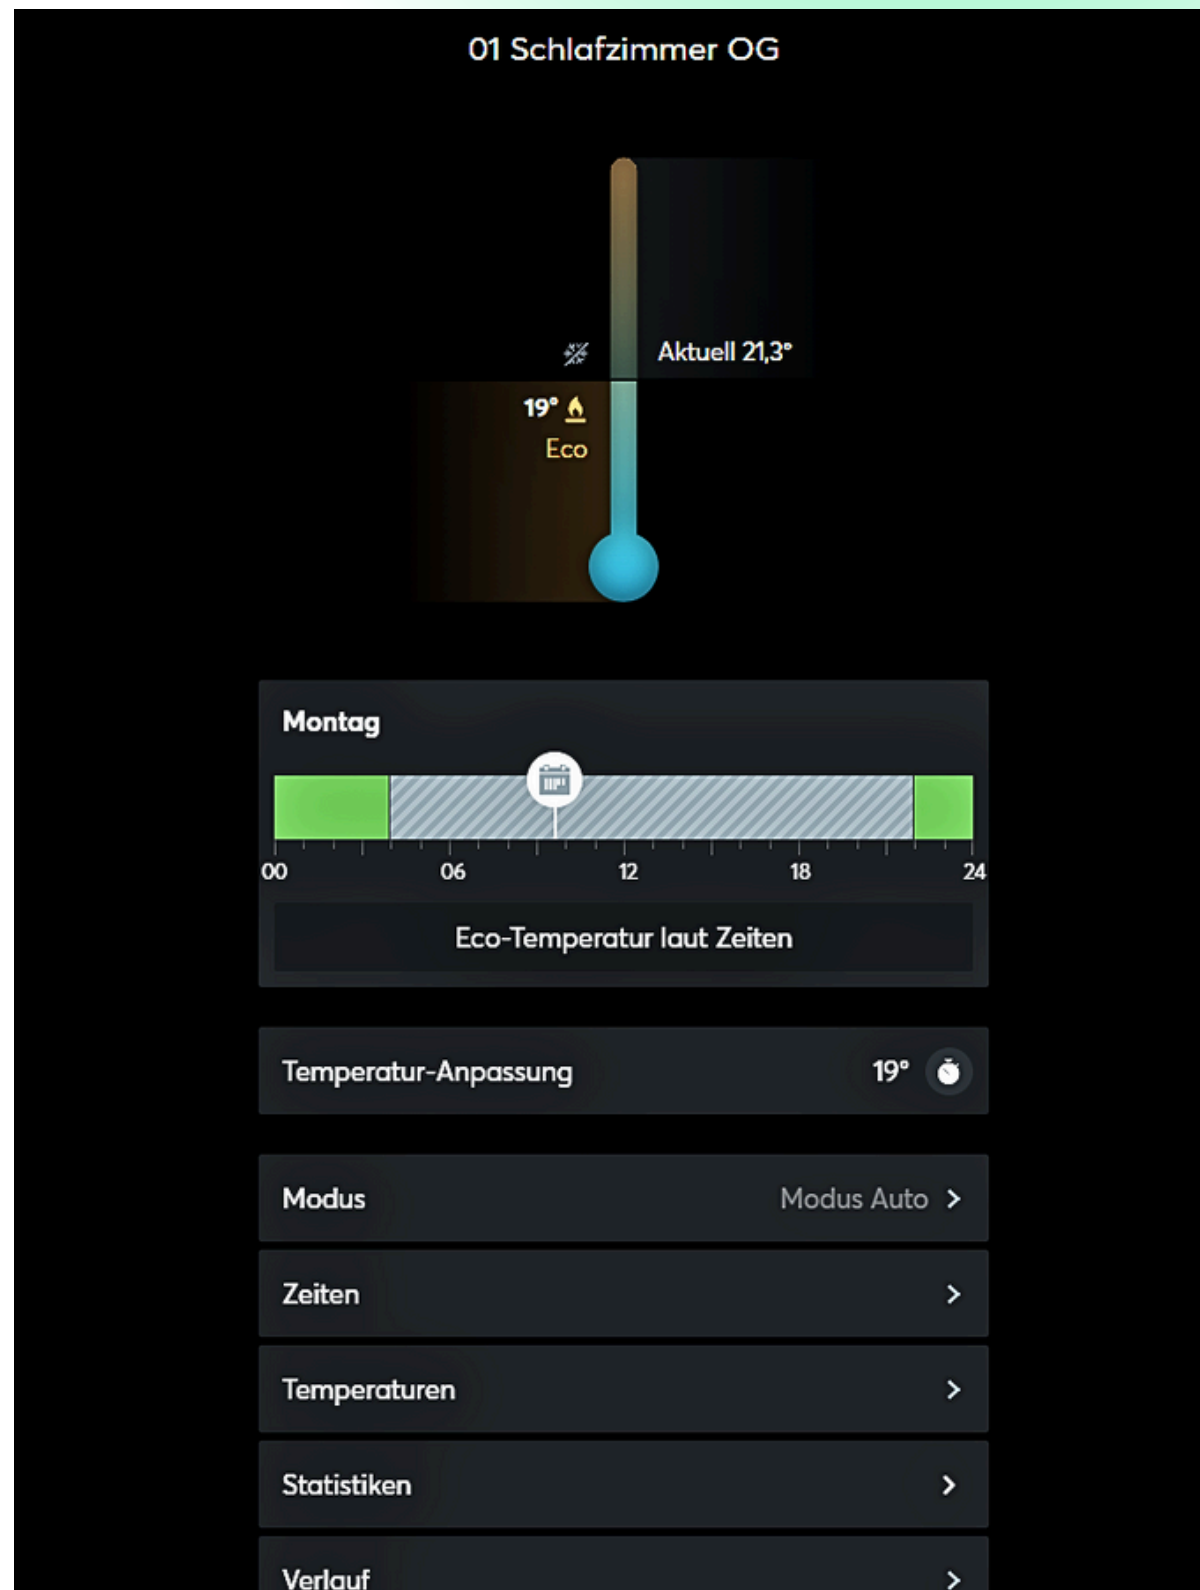 01 Schlafzimmer OG
Aktuell 21,3°
19°
Eco
Montag
00 06 12 18 24
Eco-Temperatur laut Zeiten
Temperatur-Anpassung 19°
Modus Modus Auto
Zeiten
Temperaturen
Statistiken
Verlauf